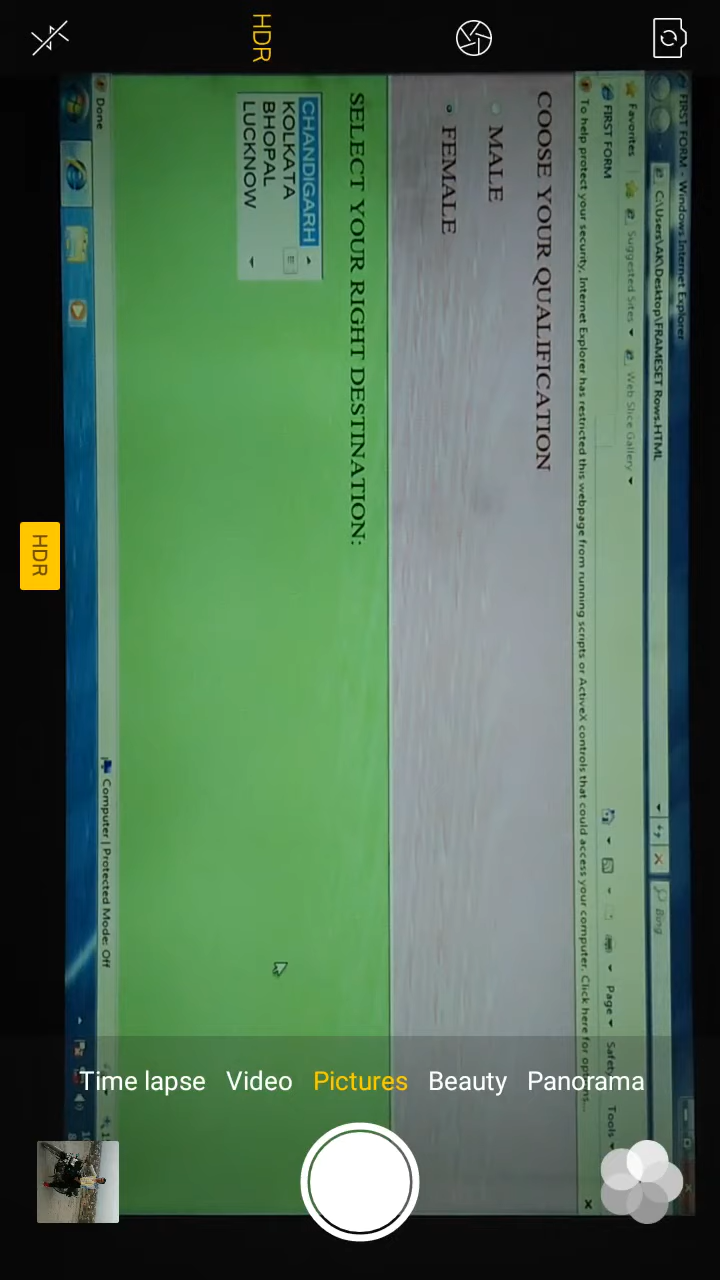 HDR
FIRST FORM - Windows Internet Explorer
C:\Users\AK\Desktop\FRAMESET Rows.HTML
Bing
Favorites
Suggested Sites
Web Slice Gallery
FIRST FORM
Page
Safety
Tools
To help protect your security, Internet Explorer has restricted this webpage from running scripts or ActiveX controls that could access your computer. Click here for options...
COOSE YOUR QUALIFICATION
MALE
FEMALE
SELECT YOUR RIGHT DESTINATION:
CHANDIGARH
KOLKATA
BHOPAL
LUCKNOW
Done
Computer | Protected Mode: Off
HDR
Time lapse Video Pictures Beauty Panorama